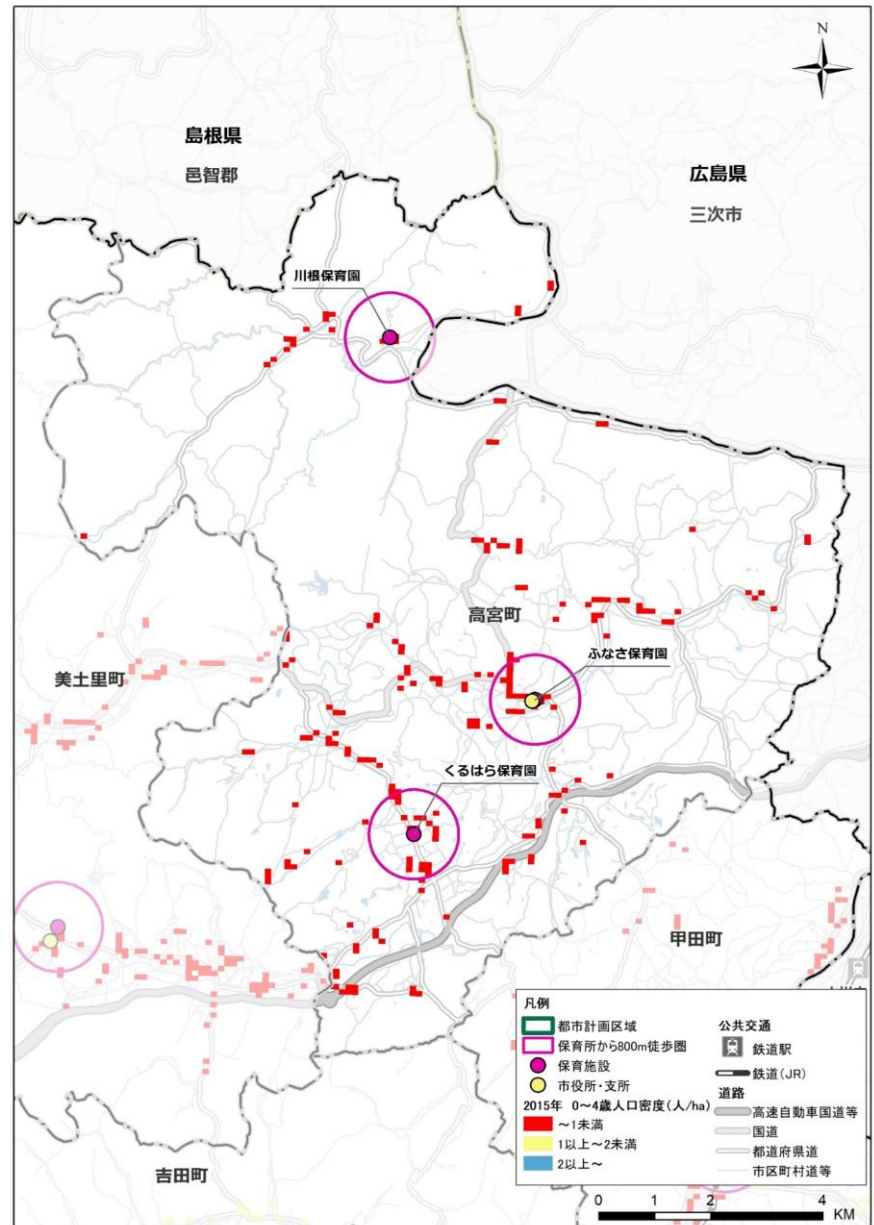 N
島根県
邑智郡
広島県
三次市
川根保育園
高宮町
ふなさ保育園
美土里町
くるはら保育園
甲田町
吉田町
凡例
都市計画区域
保育所から800m徒歩圏
保育施設
市役所・支所
2015年 0～4歳人口密度(人/ha)
～1未満
1以上～2未満
2以上～
公共交通
鉄道駅
鉄道(JR)
道路
高速自動車国道等
国道
都道府県道
市区町村道等
0 1 2 4
KM